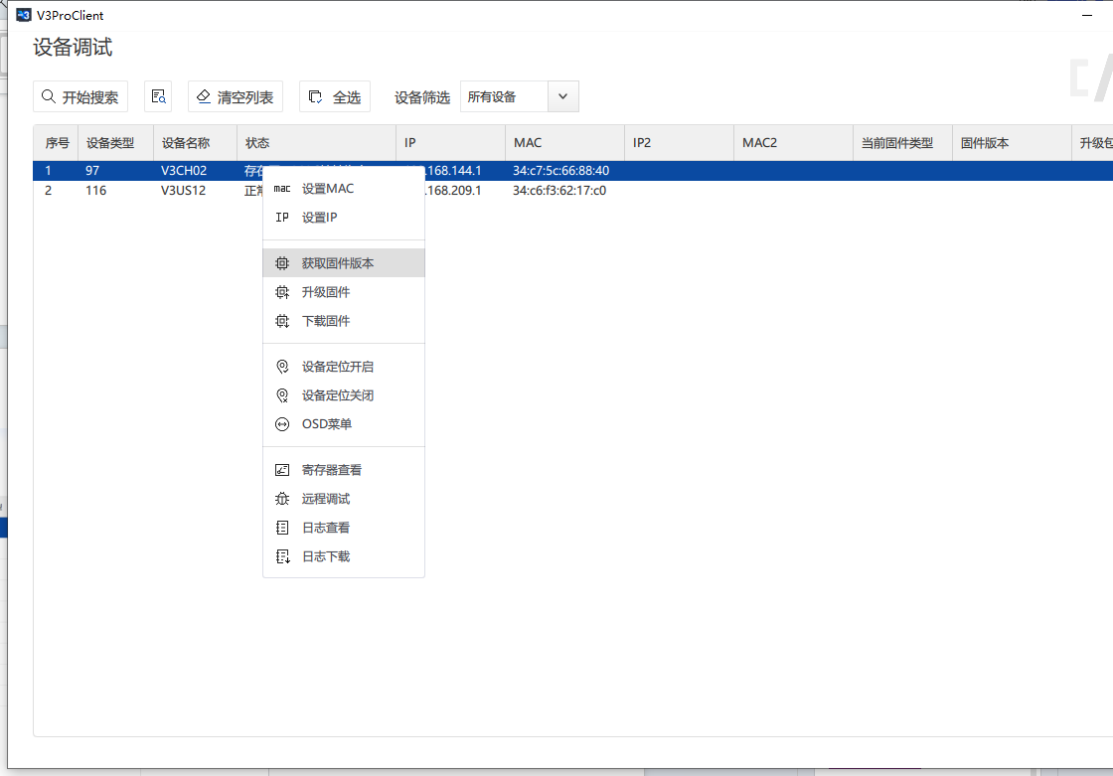 V3ProClient
设备调试
开始搜索 清空列表 全选 设备筛选 所有设备
序号 设备类型 设备名称 状态 IP MAC IP2 MAC2 当前固件类型 固件版本 升级包
1 97 V3CH02 存在 .168.144.1 34:c7:5c:66:88:40
2 116 V3US12 正常 .168.209.1 34:c6:f3:62:17:c0
mac 设置MAC
IP 设置IP
获取固件版本
升级固件
下载固件
设备定位开启
设备定位关闭
OSD菜单
寄存器查看
远程调试
日志查看
日志下载